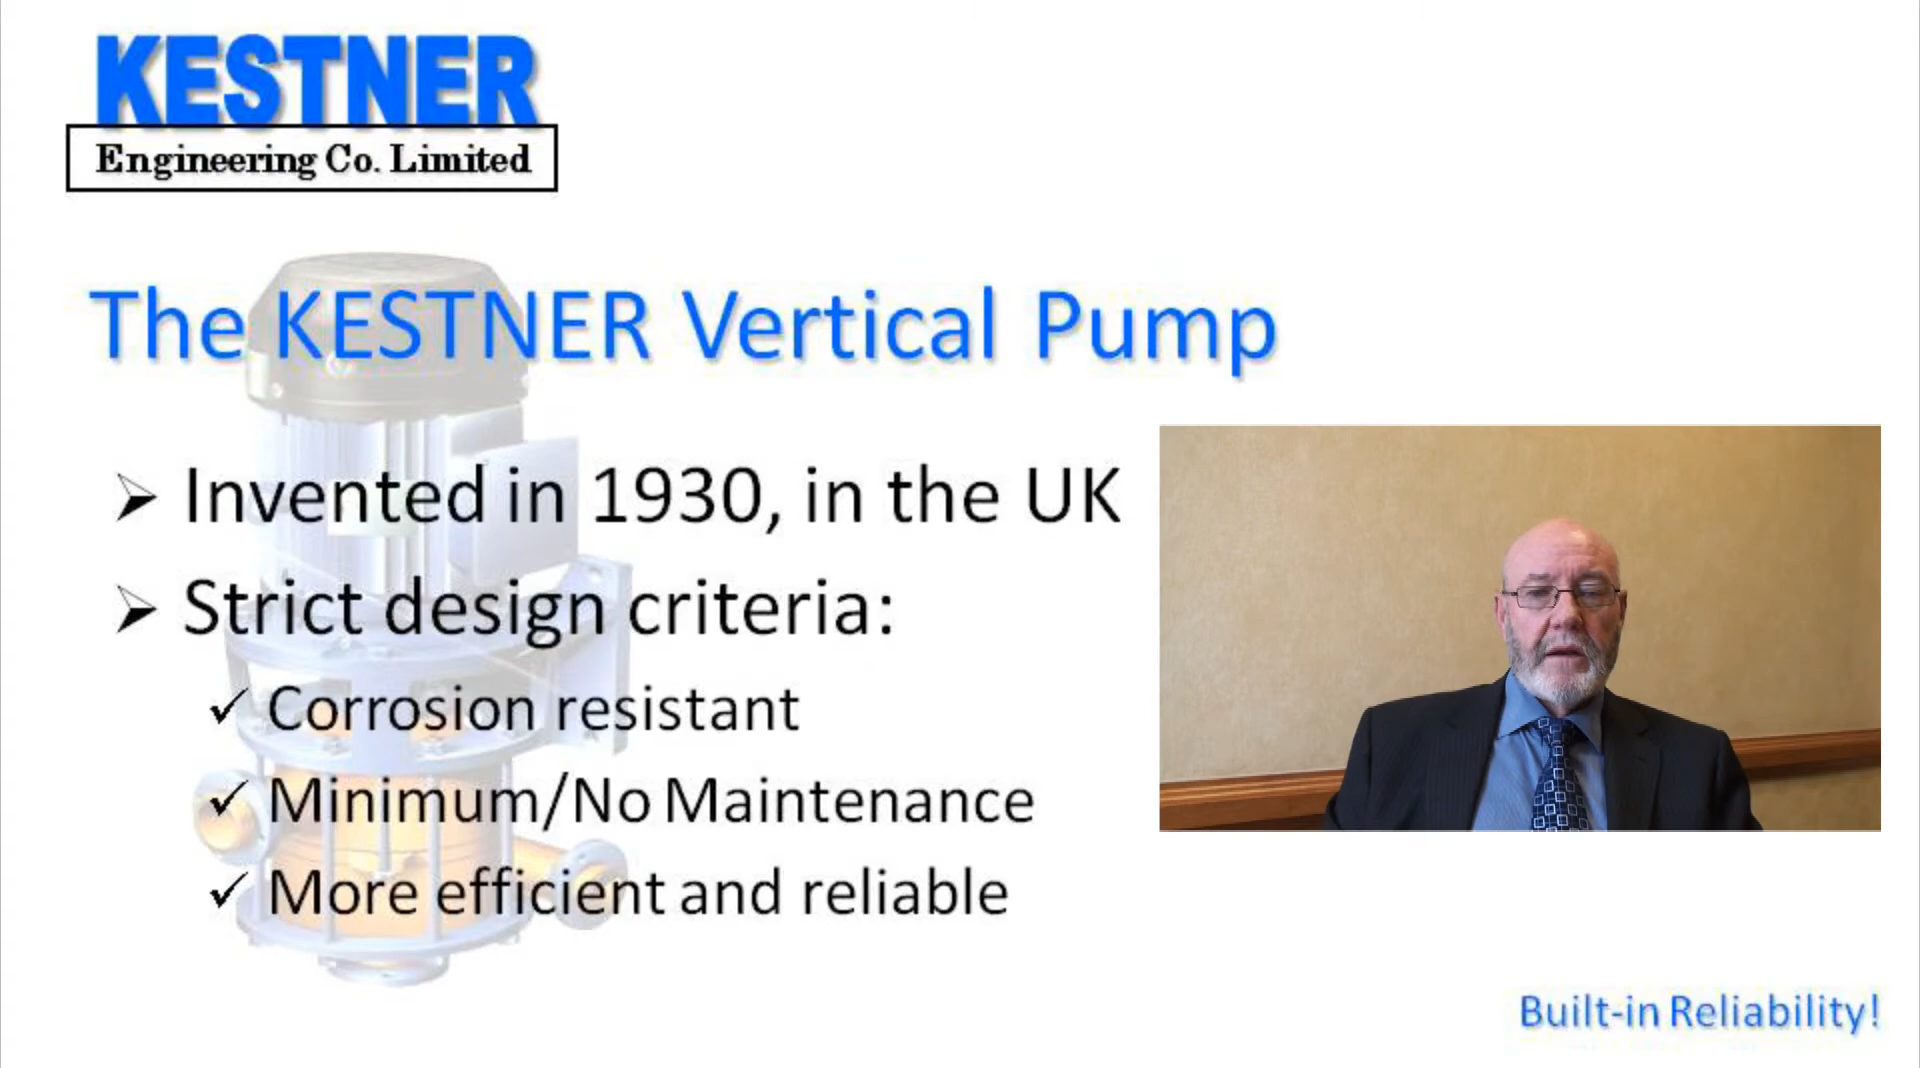 KESTNER
Engineering Co. Limited
The KESTNER Vertical Pump
Invented in 1930, in the UK
Strict design criteria:
Corrosion resistant
Minimum/No Maintenance
More efficient and reliable
Built-in Reliability!